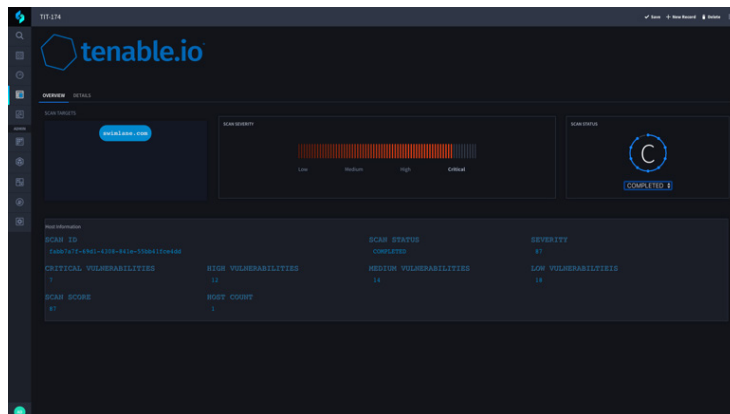 TIT-174
Save
New Record
Delete
tenable.io
OVERVIEW
DETAILS
SCAN TARGETS
swimlane.com
SCAN SEVERITY
Low
Medium
High
Critical
SCAN STATUS
C
COMPLETED
ADMIN
Host Information
SCAN ID
SCAN STATUS
COMPLETED
SEVERITY
87
CRITICAL VULNERABILITIES
7
HIGH VULNERABILITIES
12
MEDIUM VULNERABILITIES
14
LOW VULNERABILTIEIS
18
SCAN SCORE
87
HOST COUNT
1